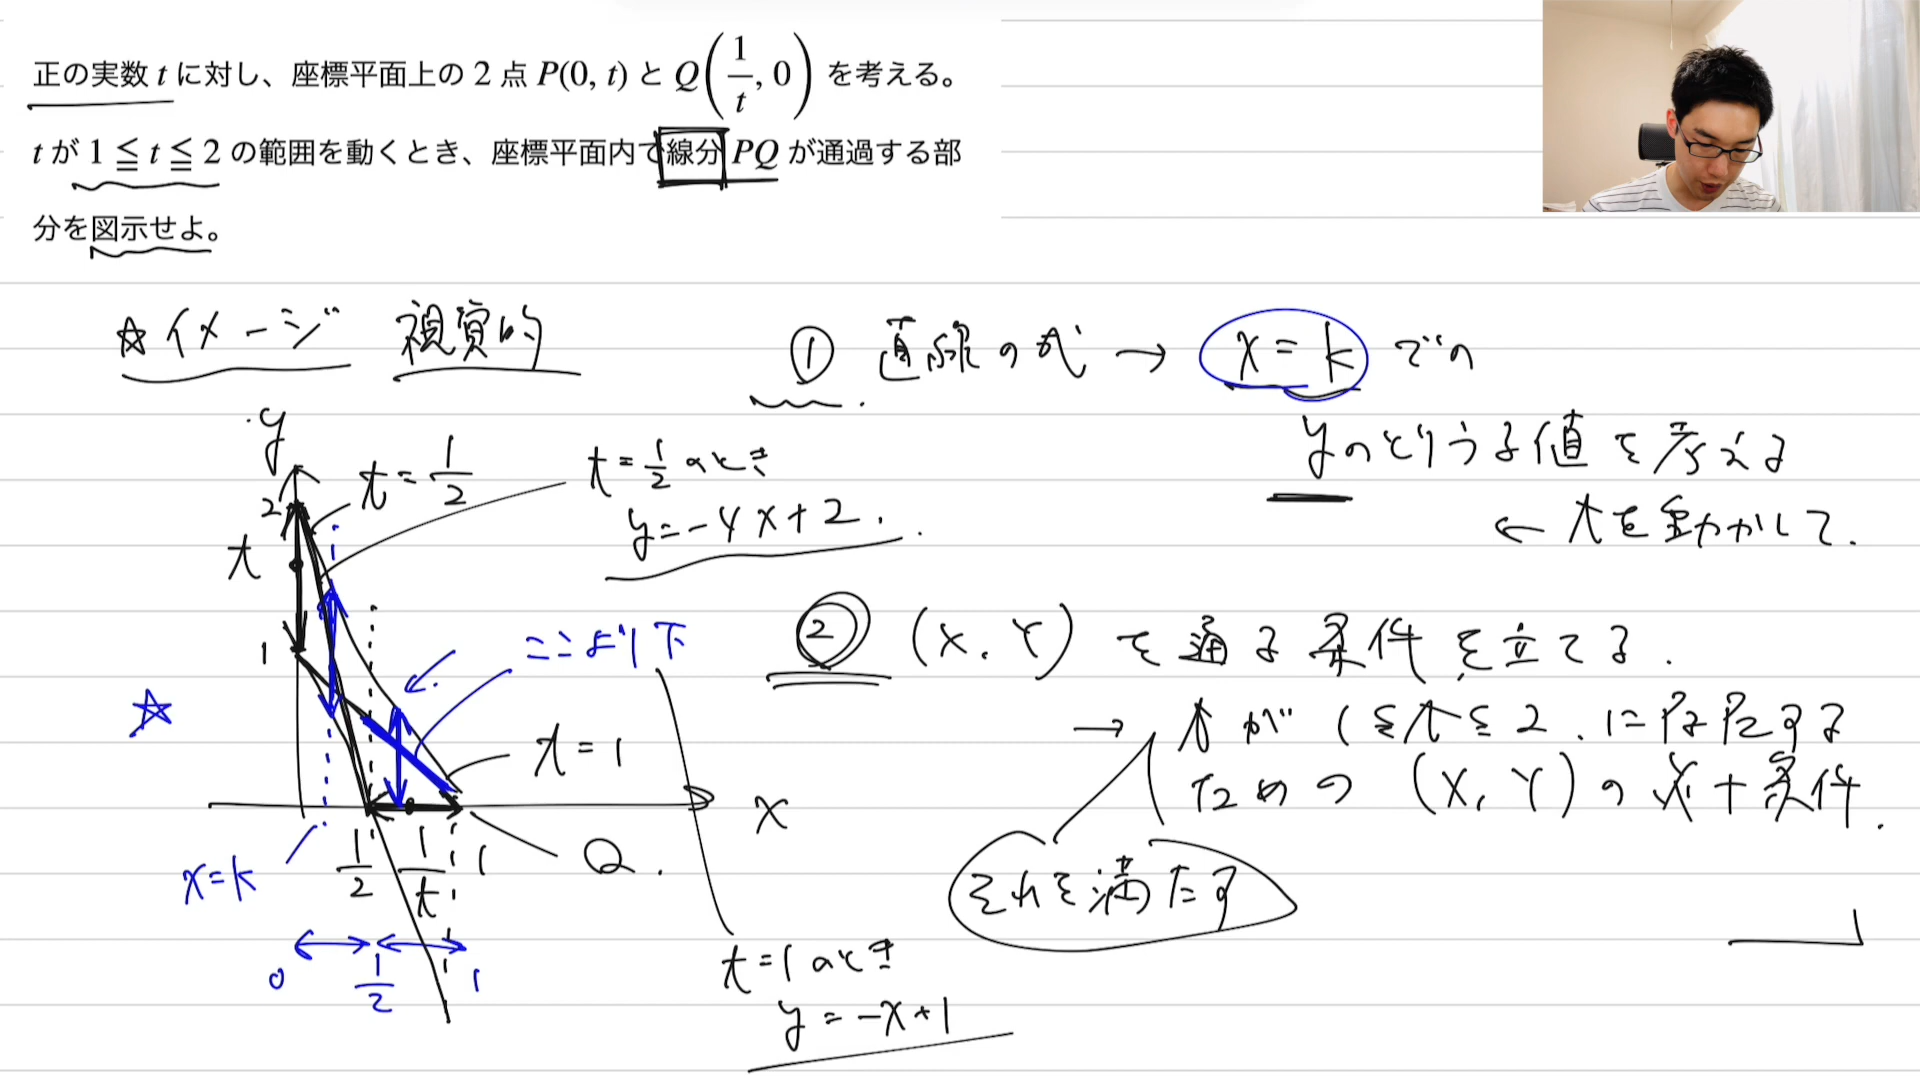 正の実数 t に対し、座標平面上の 2 点 P(0, t) と Q(1/t, 0) を考える。
t が 1 ≦ t ≦ 2 の範囲を動くとき、座標平面内で線分 PQ が通過する部
分を図示せよ。
☆イメージ 視覚的
① 直線の式 → x = k での
yのとりうる値を考える
← tを動かして.
y
2
t = 1/2
t = 1/2 のとき
y = -4x + 2.
t
1
② (X, Y) を通る条件を立てる.
ここより下
☆
→ tが 1 ≦ t ≦ 2 に
ための (X, Y) の 条件.
t = 1
x
x = k
1/2
1/t
1
Q.
それを満たす
0
1/2
1
t = 1 のとき
y = -x + 1